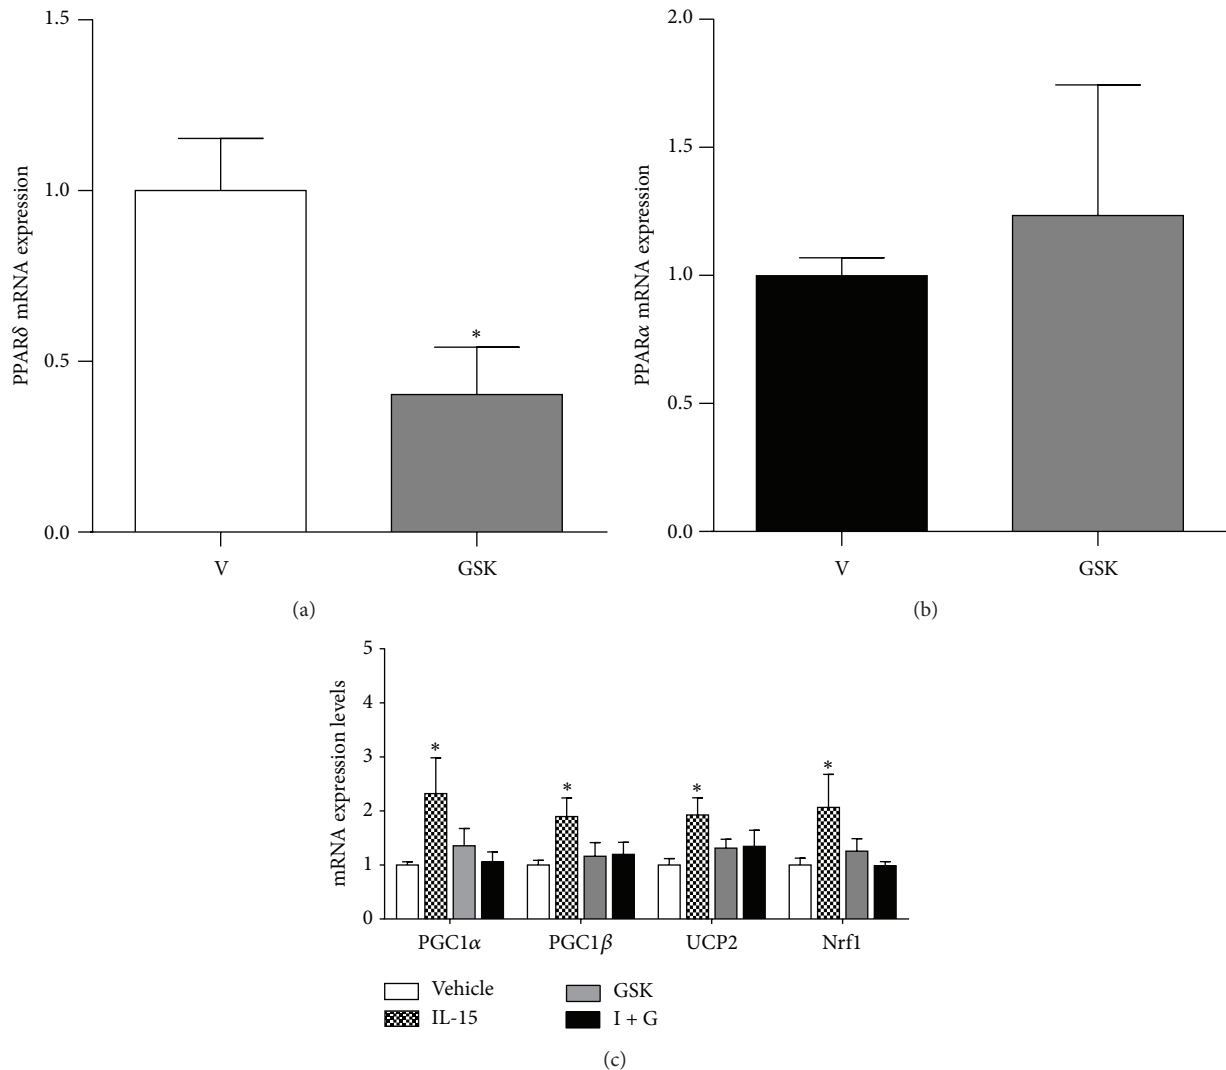 1.5
1.0
0.5
0.0
PPARδ mRNA expression
*
V
GSK
(a)
2.0
1.5
1.0
0.5
0.0
PPARα mRNA expression
V
GSK
(b)
5
4
3
2
1
0
mRNA expression levels
*
*
*
*
PGC1α
PGC1β
UCP2
Nrf1
Vehicle
IL-15
GSK
I + G
(c)